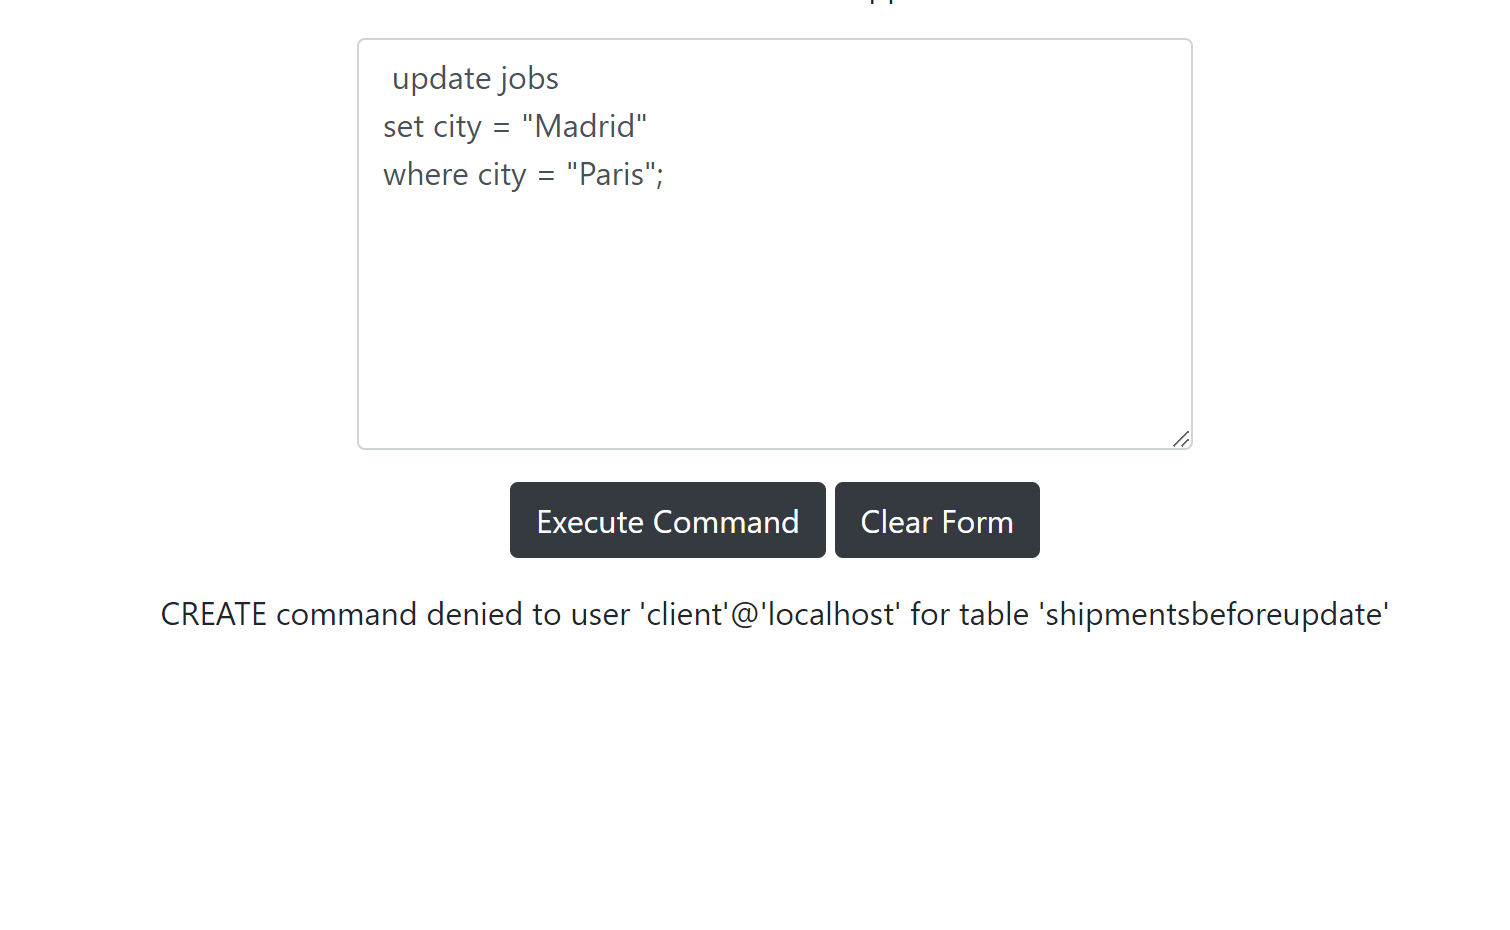 update jobs
set city = "Madrid"
where city = "Paris";
Execute Command Clear Form
CREATE command denied to user 'client'@'localhost' for table 'shipmentsbeforeupdate'